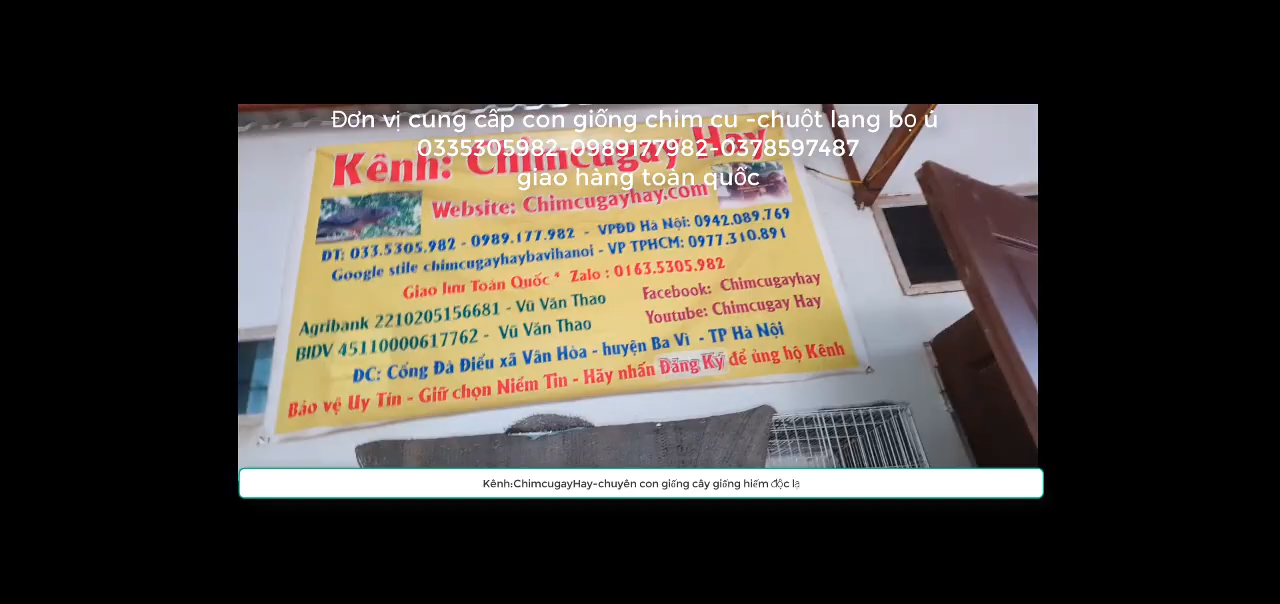 Đơn vị cung cấp con giống chim cu -chuột lang bọ ú
0335305982-0989177982-0378597487
giao hàng toàn quốc
Kênh: Chimcugay Hay
Website: Chimcugayhay.com
ĐT: 033.5305.982 - 0989.177.982 - VPĐD Hà Nội: 0942.089.769
Google stile chimcugayhaybavihanoi - VP TPHCM: 0977.310.891
Giao lưu Toàn Quốc * Zalo : 0163.5305.982
Agribank 2210205156681 - Vũ Văn Thao
Facebook: Chimcugayhay
BIDV 45110000617762 - Vũ Văn Thao
Youtube: Chimcugay Hay
ĐC: Cổng Đà Điểu xã Vân Hòa - huyện Ba Vì - TP Hà Nội
Bảo vệ Uy Tín - Giữ chọn Niềm Tin - Hãy nhấn Đăng Ký để ủng hộ Kênh
Kênh:ChimcugayHay-chuyên con giống cây giống hiếm độc lạ